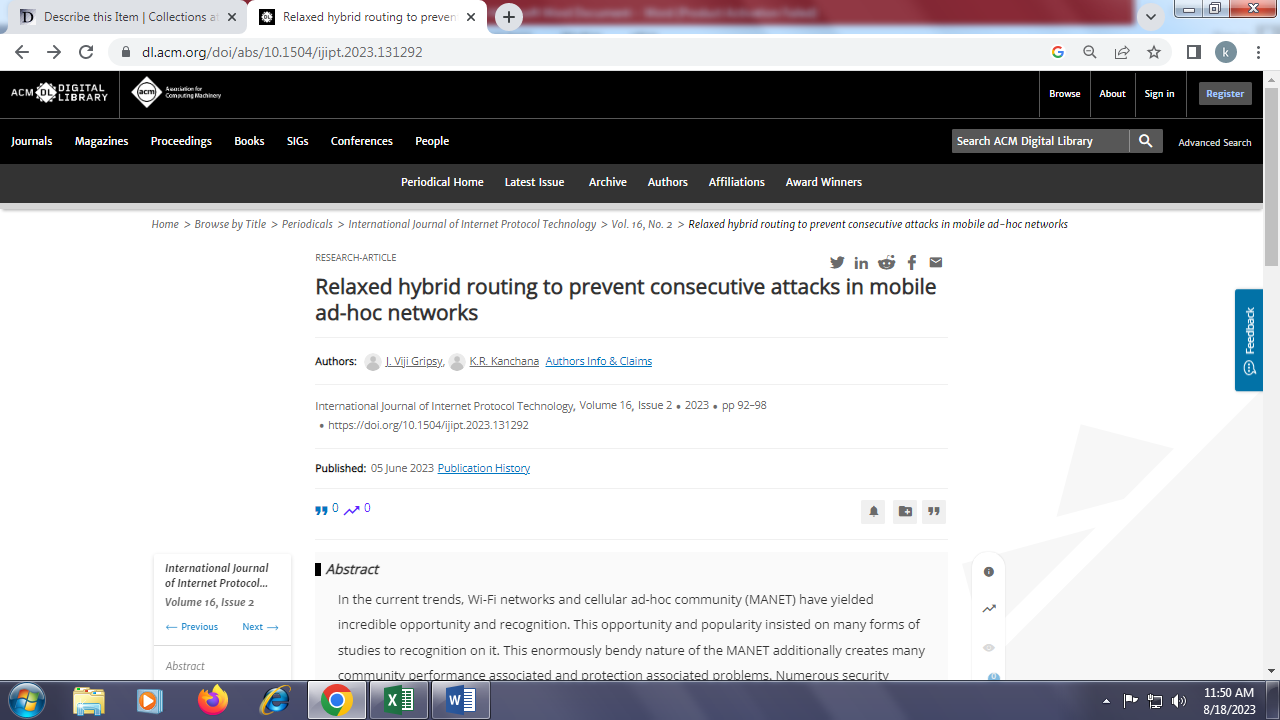 Describe this Item | Collections at
Relaxed hybrid routing to preven
dl.acm.org/doi/abs/10.1504/ijipt.2023.131292
k
ACM DL DIGITAL LIBRARY
acm Association for Computing Machinery
Browse
About
Sign in
Register
Journals
Magazines
Proceedings
Books
SIGs
Conferences
People
Search ACM Digital Library
Advanced Search
Periodical Home
Latest Issue
Archive
Authors
Affiliations
Award Winners
Home > Browse by Title > Periodicals > International Journal of Internet Protocol Technology > Vol. 16, No. 2 > Relaxed hybrid routing to prevent consecutive attacks in mobile ad-hoc networks
RESEARCH-ARTICLE
Relaxed hybrid routing to prevent consecutive attacks in mobile
ad-hoc networks
Authors: J. Viji Gripsy, K.R. Kanchana Authors Info & Claims
International Journal of Internet Protocol Technology, Volume 16, Issue 2 • 2023 • pp 92–98
• https://doi.org/10.1504/ijipt.2023.131292
Published: 05 June 2023 Publication History
0 0
Feedback
International Journal
of Internet Protocol...
Volume 16, Issue 2
← Previous Next →
Abstract
Abstract
In the current trends, Wi-Fi networks and cellular ad-hoc community (MANET) have yielded
incredible opportunity and recognition. This opportunity and popularity insisted on many forms of
studies to recognition on it. This enormously bendy nature of the MANET additionally creates many
community performance associated and protection associated problems. Numerous security
11:50 AM
8/18/2023